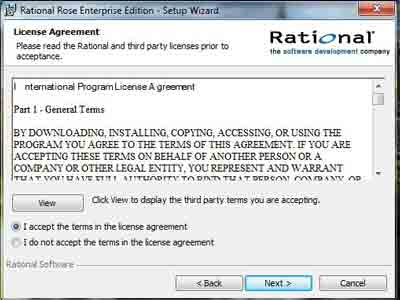 Rational Rose Enterprise Edition - Setup Wizard
License Agreement
Please read the Rational and third party licenses prior to
acceptance.
Rational
the software development company
I nternational Program License A greement
Part 1 - General Terms
BY DOWNLOADING, INSTALLING, COPYING, ACCESSING, OR USING THE
PROGRAM YOU AGREE TO THE TERMS OF THIS AGREEMENT. IF YOU ARE
ACCEPTING THESE TERMS ON BEHALF OF ANOTHER PERSON OR A
COMPANY OR OTHER LEGAL ENTITY, YOU REPRESENT AND WARRANT
THAT YOU HAVE FULL AUTHORITY TO BIND THAT PERSON, COMPANY, OR
View
Click View to display the third party terms you are accepting.
I accept the terms in the license agreement
I do not accept the terms in the license agreement
Rational Software
< Back
Next >
Cancel